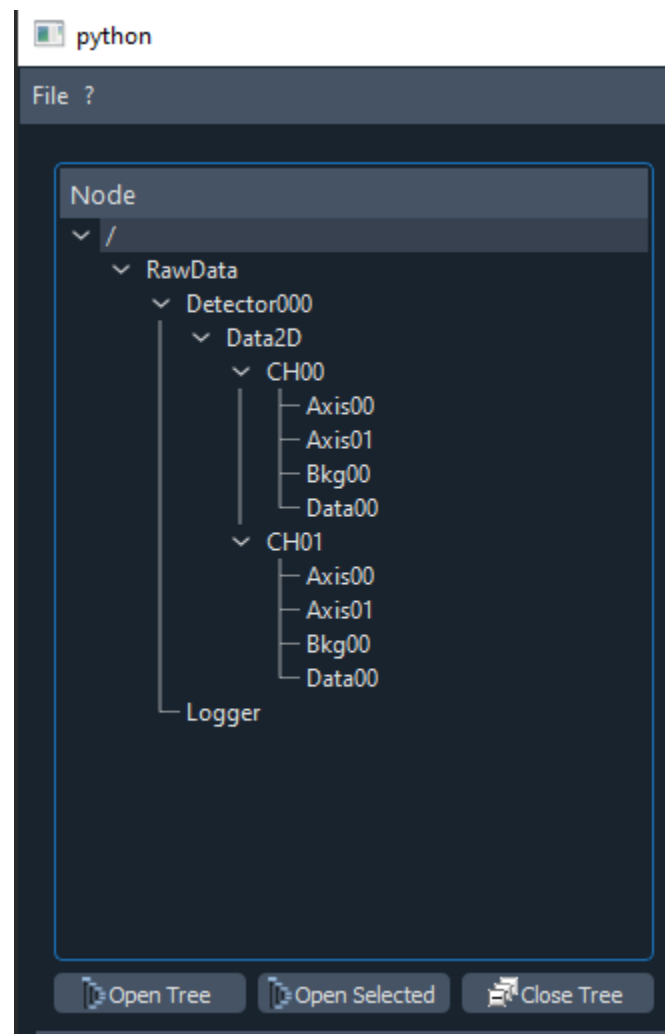 python
File ?
Node
/
RawData
Detector000
Data2D
CH00
Axis00
Axis01
Bkg00
Data00
CH01
Axis00
Axis01
Bkg00
Data00
Logger
Open Tree Open Selected Close Tree